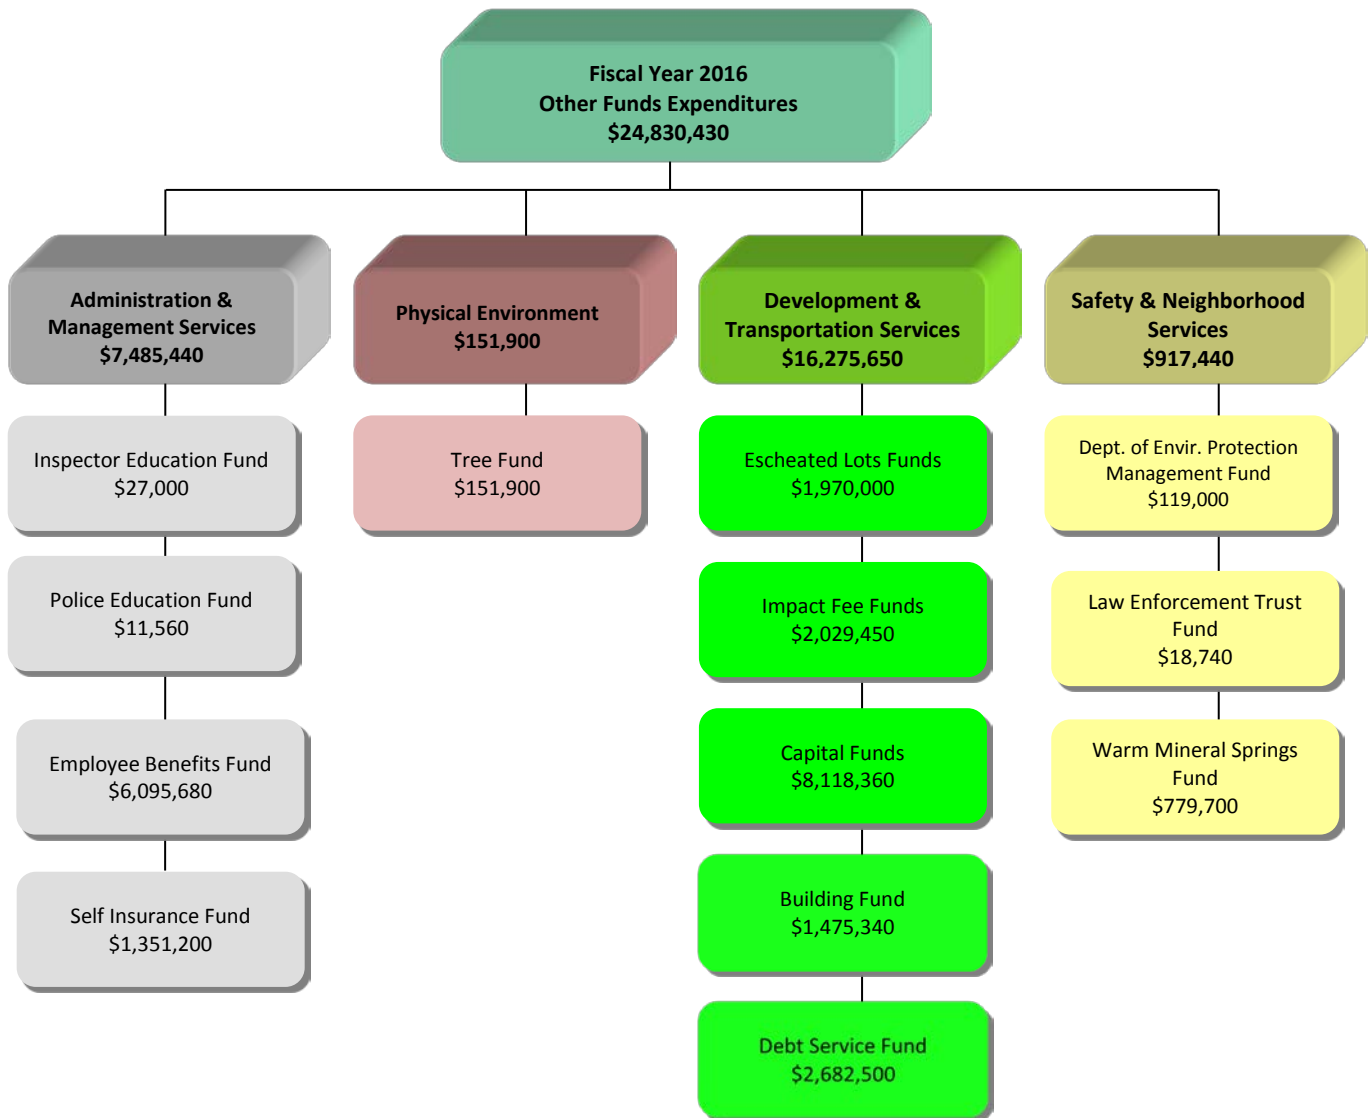 Fiscal Year 2016
Other Funds Expenditures
$24,830,430
Administration &
Management Services
$7,485,440
Inspector Education Fund
$27,000
Police Education Fund
$11,560
Employee Benefits Fund
$6,095,680
Self Insurance Fund
$1,351,200
Physical Environment
$151,900
Tree Fund
$151,900
Development &
Transportation Services
$16,275,650
Escheated Lots Funds
$1,970,000
Impact Fee Funds
$2,029,450
Capital Funds
$8,118,360
Building Fund
$1,475,340
Debt Service Fund
$2,682,500
Safety & Neighborhood
Services
$917,440
Dept. of Envir. Protection
Management Fund
$119,000
Law Enforcement Trust
Fund
$18,740
Warm Mineral Springs
Fund
$779,700